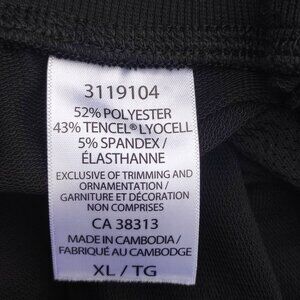 3119104
52% POLYESTER
43% TENCEL® LYOCELL
5% SPANDEX /
ÉLASTHANNE
EXCLUSIVE OF TRIMMING AND
ORNAMENTATION /
GARNITURE ET DÉCORATION
NON COMPRISES
CA 38313
MADE IN CAMBODIA /
FABRIQUÉ AU CAMBODGE
XL / TG